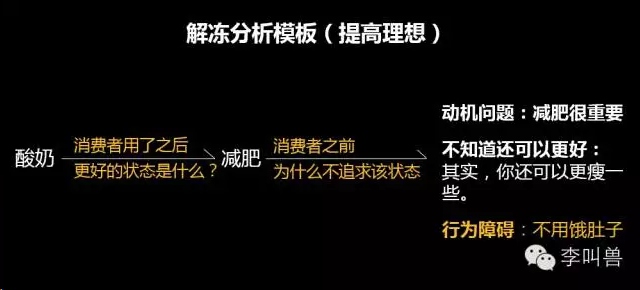 解冻分析模板（提高理想）
动机问题：减肥很重要
酸奶
消费者用了之后
更好的状态是什么？
减肥
消费者之前
为什么不追求该状态
不知道还可以更好：
其实，你还可以更瘦一
些。
行为障碍：不用饿肚子
李叫兽